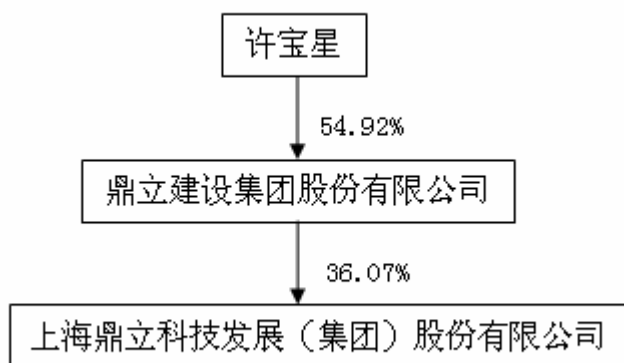 许宝星
54.92%
鼎立建设集团股份有限公司
36.07%
上海鼎立科技发展（集团）股份有限公司